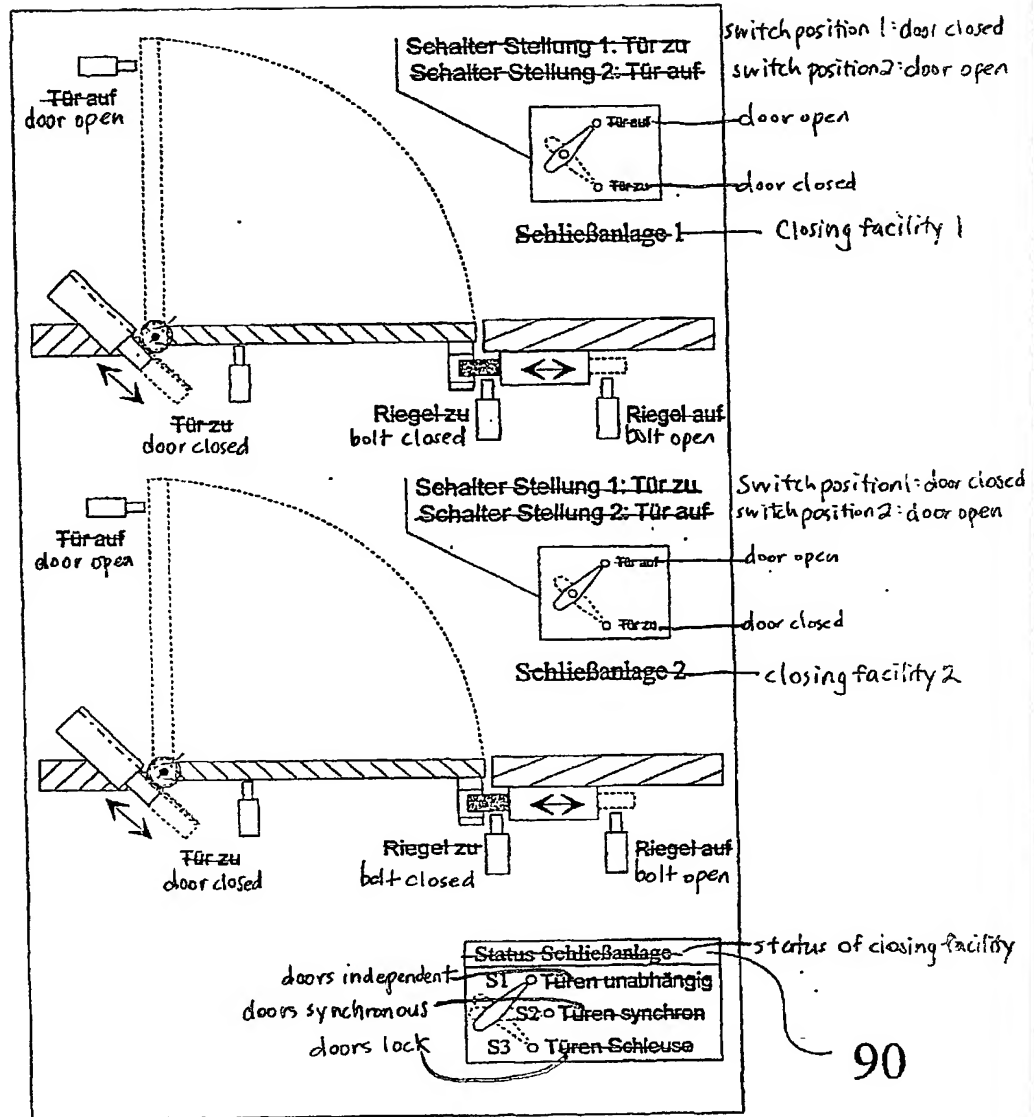 Schalter Stellung 1: Tür zu switch position 1: door closed
Schalter Stellung 2: Tür auf switch position 2: door open
Tür auf
door open
Tür auf door open
Tür zu door closed
Schließanlage 1 Closing facility 1
Tür zu
door closed
Riegel zu
bolt closed
Riegel auf
bolt open
Schalter Stellung 1: Tür zu Switch position 1: door closed
Schalter Stellung 2: Tür auf switch position 2: door open
Tür auf
door open
Tür auf door open
Tür zu door closed
Schließanlage 2 closing facility 2
Tür zu
door closed
Riegel zu
bolt closed
Riegel auf
bolt open
Status Schließanlage status of closing facility
doors independent S1 Türen unabhängig
doors synchronous S2 Türen synchron
doors lock S3 Türen Schleuse
90